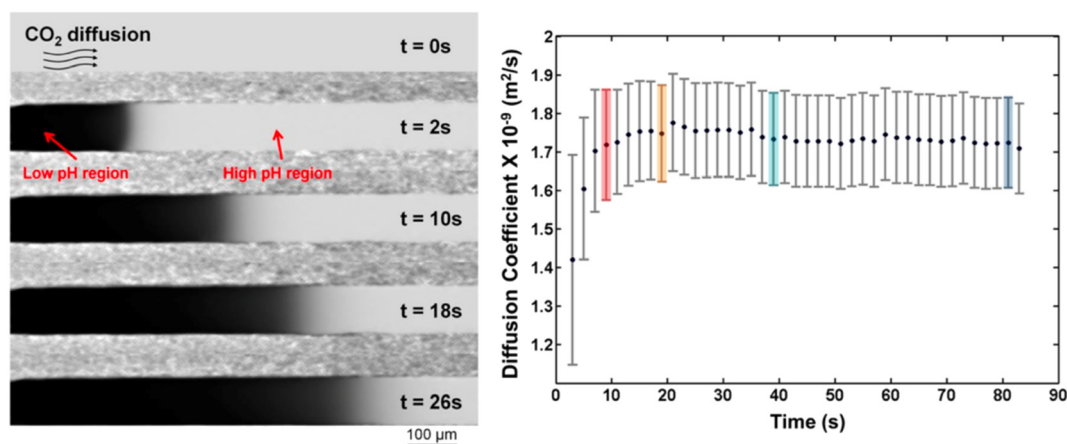 CO₂ diffusion
t = 0s
t = 2s
Low pH region
High pH region
t = 10s
t = 18s
t = 26s
100 μm
Diffusion Coefficient X 10⁻⁹ (m²/s)
2
1.9
1.8
1.7
1.6
1.5
1.4
1.3
1.2
0 10 20 30 40 50 60 70 80 90
Time (s)